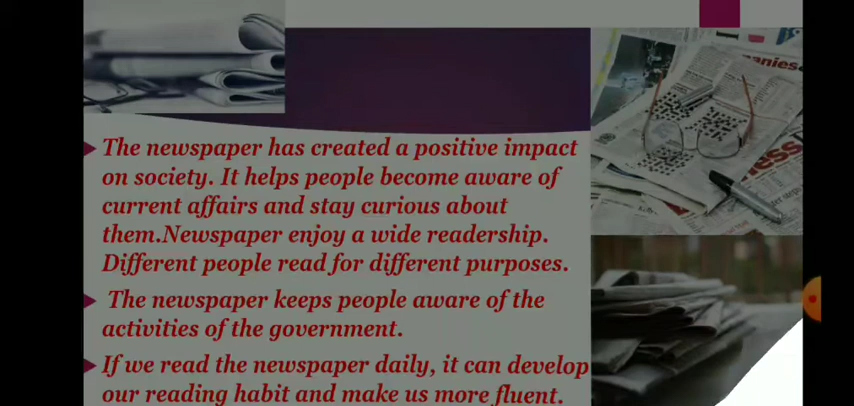 The newspaper has created a positive impact
on society. It helps people become aware of
current affairs and stay curious about
them.Newspaper enjoy a wide readership.
Different people read for different purposes.
The newspaper keeps people aware of the
activities of the government.
If we read the newspaper daily, it can develop
our reading habit and make us more fluent.
anies
ess